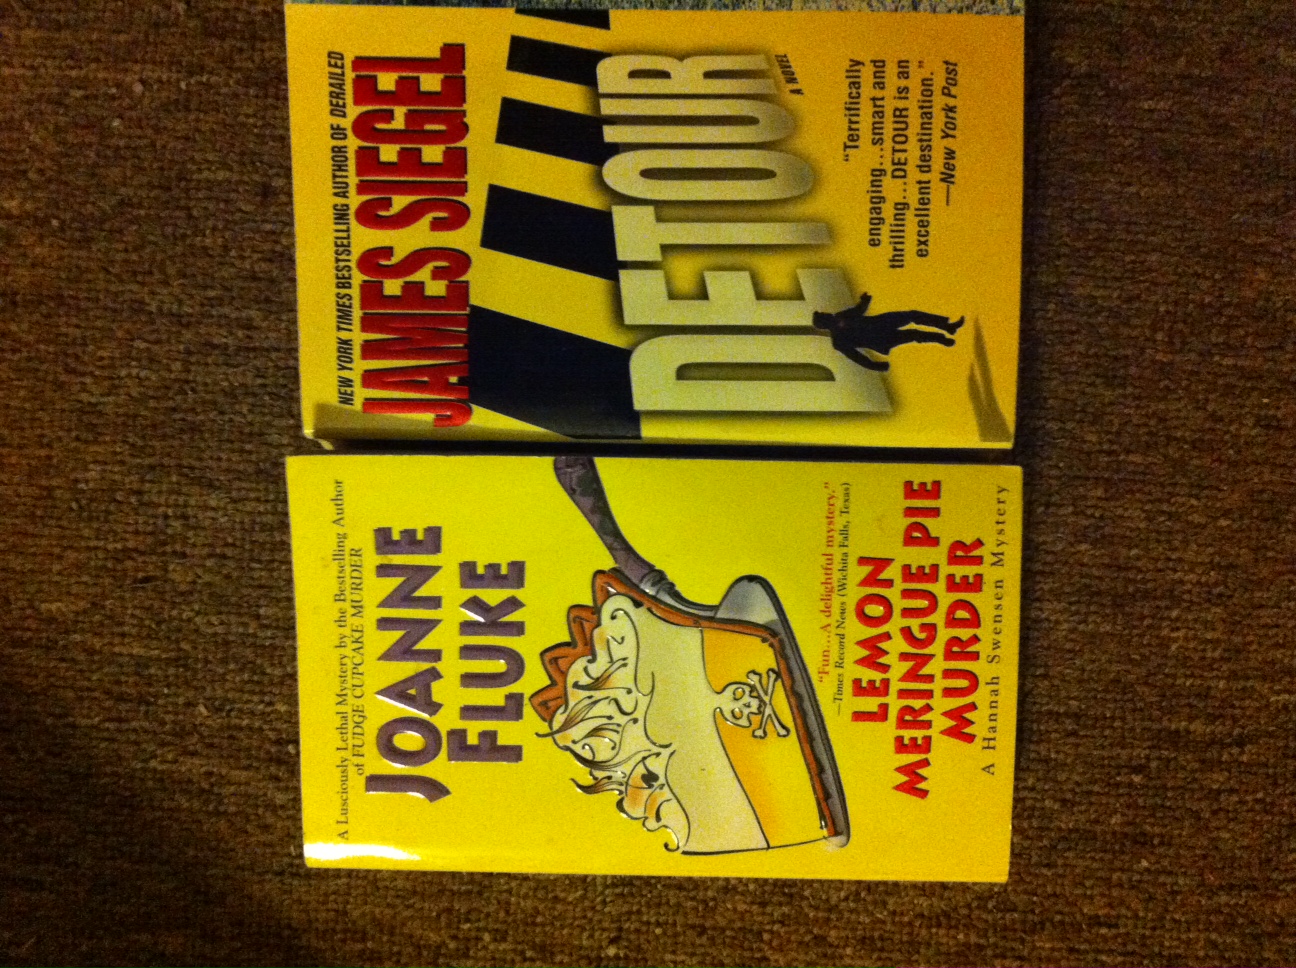 NEW YORK TIMES BESTSELLING AUTHOR OF DERAILED
JAMES SIEGEL
DETOUR
A NOVEL
“Terrifically
engaging...smart and
thrilling...DETOUR is an
excellent destination.”
—New York Post
A Lusciously Lethal Mystery by the Bestselling Author
of FUDGE CUPCAKE MURDER
JOANNE
FLUKE
“Fun...A delightful mystery.”
—Times Record News (Wichita Falls, Texas)
LEMON
MERINGUE PIE
MURDER
A Hannah Swensen Mystery